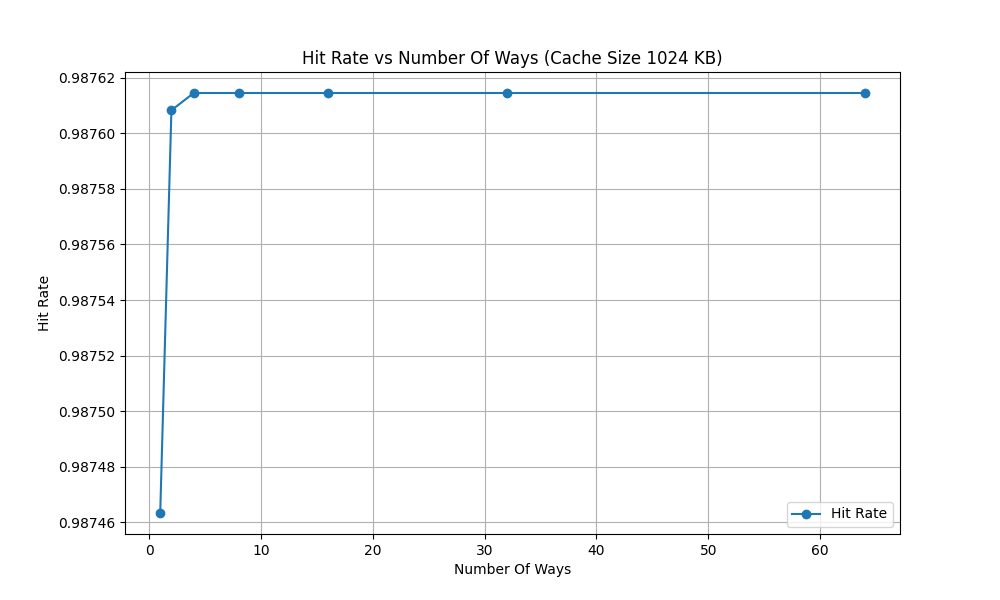 Hit Rate vs Number Of Ways (Cache Size 1024 KB)
0.98762
0.98760
0.98758
0.98756
0.98754
0.98752
0.98750
0.98748
0.98746
Hit Rate
Hit Rate
0 10 20 30 40 50 60
Number Of Ways